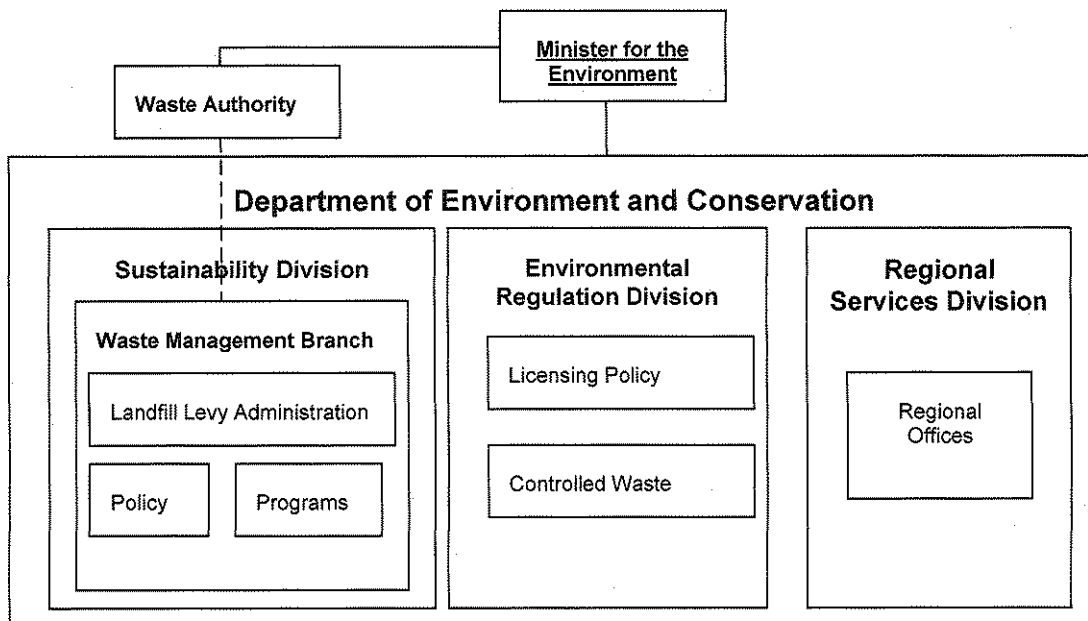 Minister for the
Environment
Waste Authority
Department of Environment and Conservation
Sustainability Division
Waste Management Branch
Landfill Levy Administration
Policy
Programs
Environmental
Regulation Division
Licensing Policy
Controlled Waste
Regional
Services Division
Regional
Offices